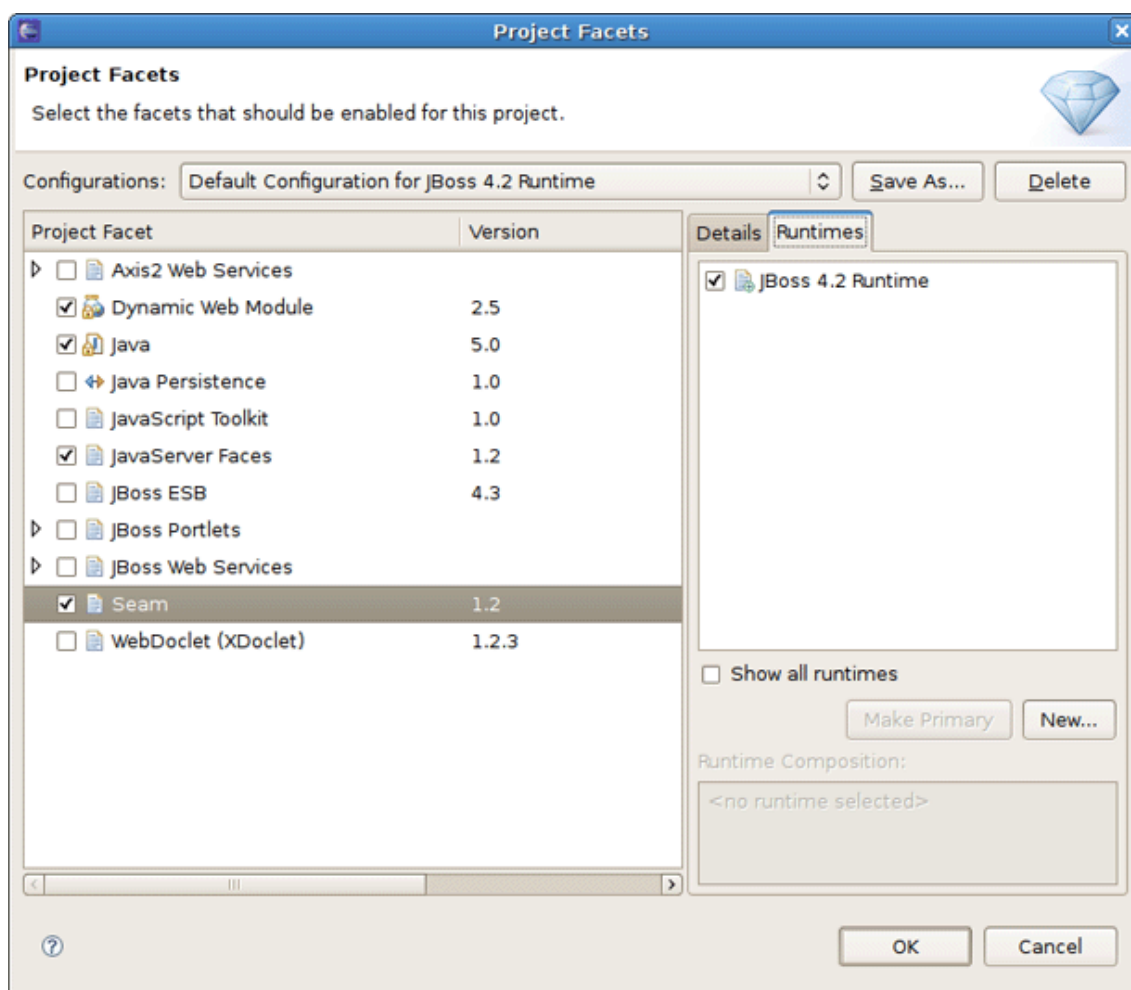 Project Facets
Project Facets
Select the facets that should be enabled for this project.
Configurations: Default Configuration for JBoss 4.2 Runtime Save As... Delete
Project Facet Version
Details Runtimes
Axis2 Web Services
Dynamic Web Module 2.5
Java 5.0
Java Persistence 1.0
JavaScript Toolkit 1.0
JavaServer Faces 1.2
JBoss ESB 4.3
JBoss Portlets
JBoss Web Services
Seam 1.2
WebDoclet (XDoclet) 1.2.3
JBoss 4.2 Runtime
Show all runtimes
Make Primary New...
Runtime Composition:
<no runtime selected>
OK Cancel